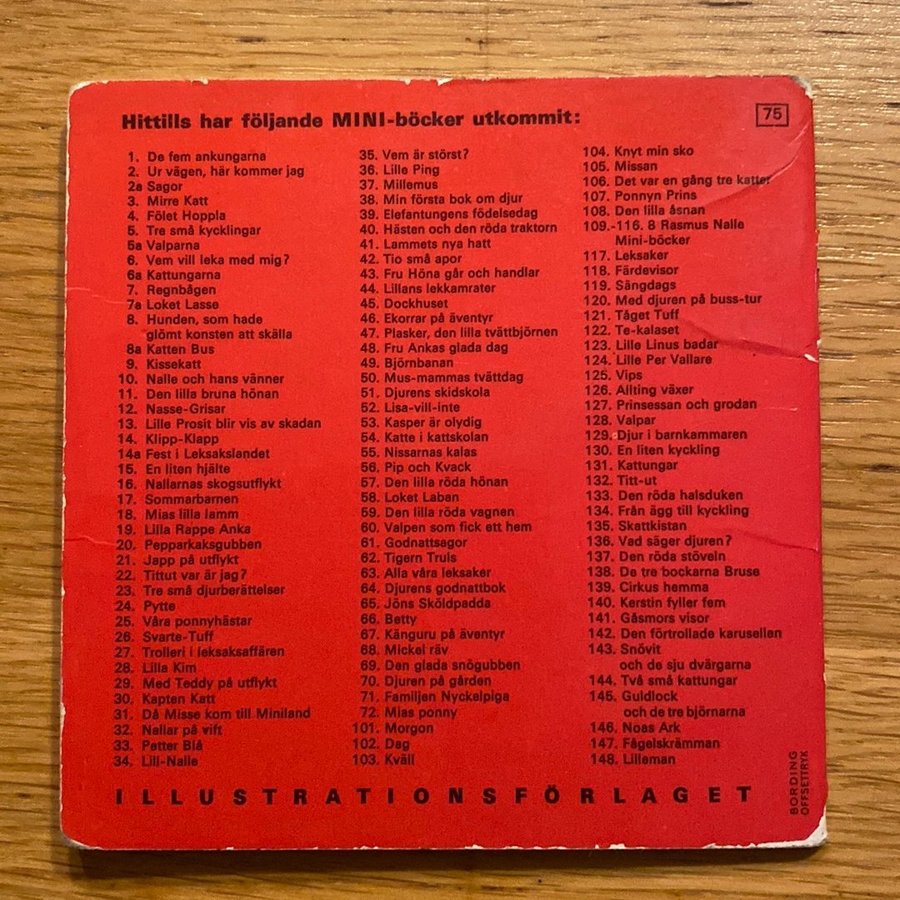 Hittills har följande MINI-böcker utkommit:
75
1. De fem ankungarna
2. Ur vägen, här kommer jag
2a Sagor
3. Mirre Katt
4. Fölet Hoppla
5. Tre små kycklingar
5a Valparna
6. Vem vill leka med mig?
6a Kattungarna
7. Regnbågen
7a Loket Lasse
8. Hunden, som hade
glömt konsten att skälla
8a Katten Bus
9. Kissekatt
10. Nalle och hans vänner
11. Den lilla bruna hönan
12. Nasse-Grisar
13. Lille Prosit blir vis av skadan
14. Klipp-Klapp
14a Fest i Leksakslandet
15. En liten hjälte
16. Nallarnas skogsutflykt
17. Sommarbarnen
18. Mias lilla lamm
19. Lilla Rappe Anka
20. Pepparkaksgubben
21. Japp på utflykt
22. Tittut var är jag?
23. Tre små djurberättelser
24. Pytte
25. Våra ponnyhästar
26. Svarte-Tuff
27. Trolleri i leksaksaffären
28. Lilla Kim
29. Med Teddy på utflykt
30. Kapten Katt
31. Då Misse kom till Miniland
32. Nallar på vift
33. Petter Blå
34. Lill-Nalle
35. Vem är störst?
36. Lille Ping
37. Millemus
38. Min första bok om djur
39. Elefantungens födelsedag
40. Hästen och den röda traktorn
41. Lammets nya hatt
42. Tio små apor
43. Fru Höna går och handlar
44. Lillans lekkamrater
45. Dockhuset
46. Ekorrar på äventyr
47. Plasker, den lilla tvättbjörnen
48. Fru Ankas glada dag
49. Björnbanan
50. Mus-mammas tvättdag
51. Djurens skidskola
52. Lisa-vill-inte
53. Kasper är olydig
54. Katte i kattskolan
55. Nissarnas kalas
56. Pip och Kvack
57. Den lilla röda hönan
58. Loket Laban
59. Den lilla röda vagnen
60. Valpen som fick ett hem
61. Godnattsagor
62. Tigern Truls
63. Alla våra leksaker
64. Djurens godnattbok
65. Jöns Sköldpadda
66. Betty
67. Känguru på äventyr
68. Mickel räv
69. Den glada snögubben
70. Djuren på gården
71. Familjen Nyckelpiga
72. Mias ponny
101. Morgon
102. Dag
103. Kväll
104. Knyt min sko
105. Missan
106. Det var en gång tre katter
107. Ponnyn Prins
108. Den lilla åsnan
109.-116. 8 Rasmus Nalle
Mini-böcker
117. Leksaker
118. Färdevisor
119. Sångdags
120. Med djuren på buss-tur
121. Tåget Tuff
122. Te-kalaset
123. Lille Linus badar
124. Lille Per Vallare
125. Vips
126. Allting växer
127. Prinsessan och grodan
128. Valpar
129. Djur i barnkammaren
130. En liten kyckling
131. Kattungar
132. Titt-ut
133. Den röda halsduken
134. Från ägg till kyckling
135. Skattkistan
136. Vad säger djuren?
137. Den röda stöveln
138. De tre bockarna Bruse
139. Cirkus hemma
140. Kerstin fyller fem
141. Gåsmors visor
142. Den förtrollade karusellen
143. Snövit
och de sju dvärgarna
144. Två små kattungar
145. Guldlock
och de tre björnarna
146. Noas Ark
147. Fågelskrämman
148. Lilleman
ILLUSTRATIONSFÖRLAGET
BORDING
OFFSETTRYK